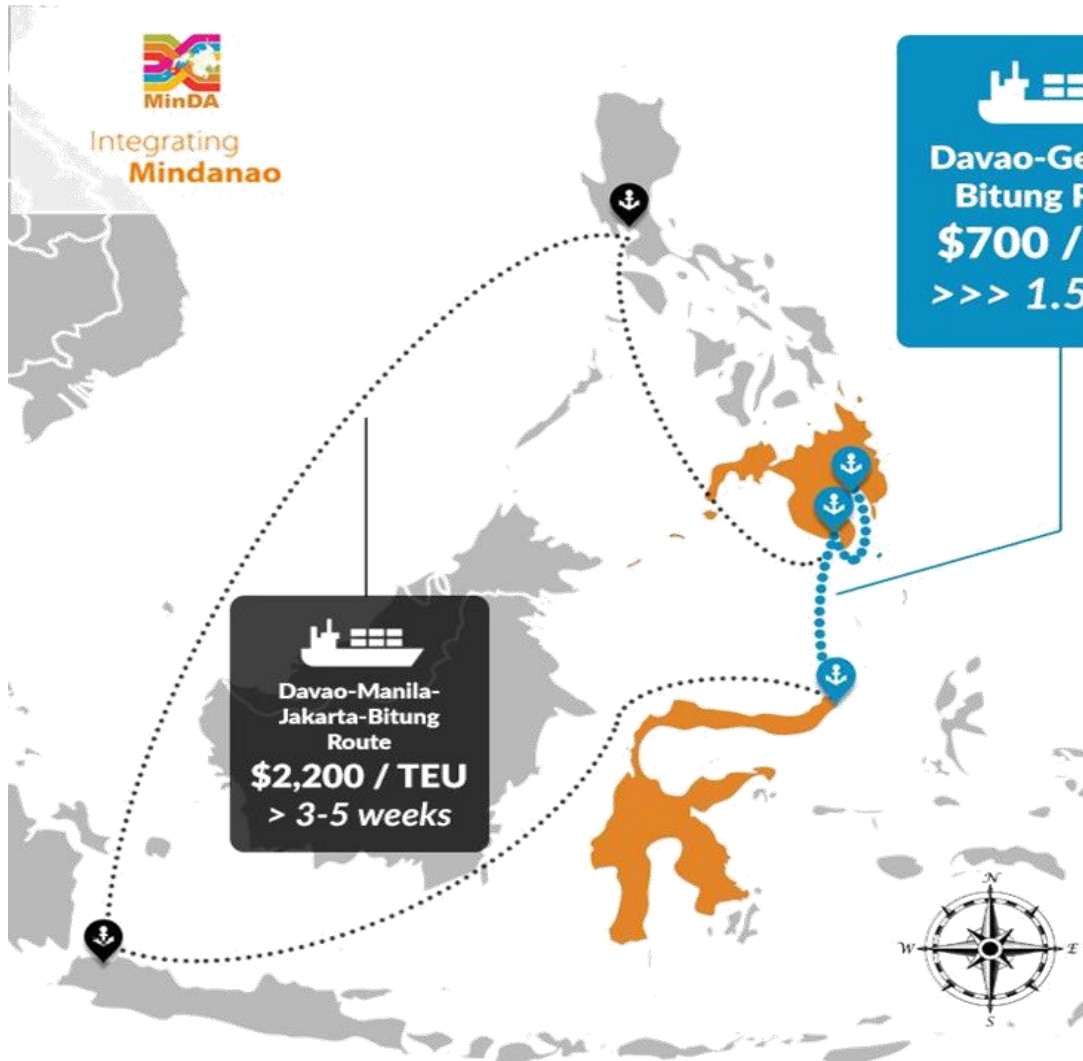 MinDA
Integrating
Mindanao
Davao-Ge
Bitung
$700 /
>>> 1.5
Davao-Manila-
Jakarta-Bitung
Route
$2,200 / TEU
> 3-5 weeks
N
W
E
S